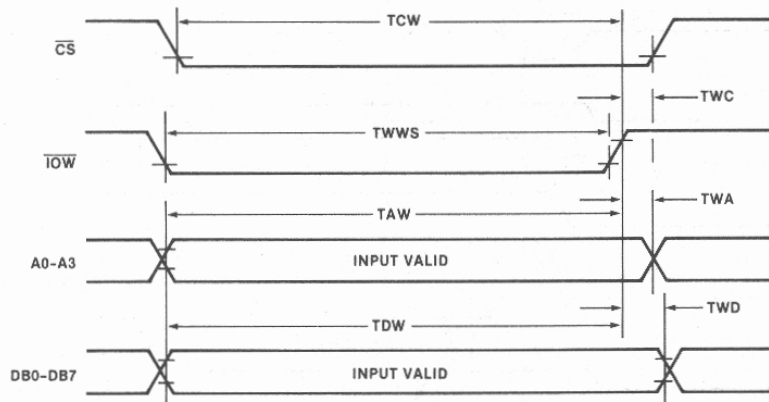 TCW
CS
TWC
TWWS
IOW
TWA
TAW
A0-A3
INPUT VALID
TWD
TDW
DB0-DB7
INPUT VALID